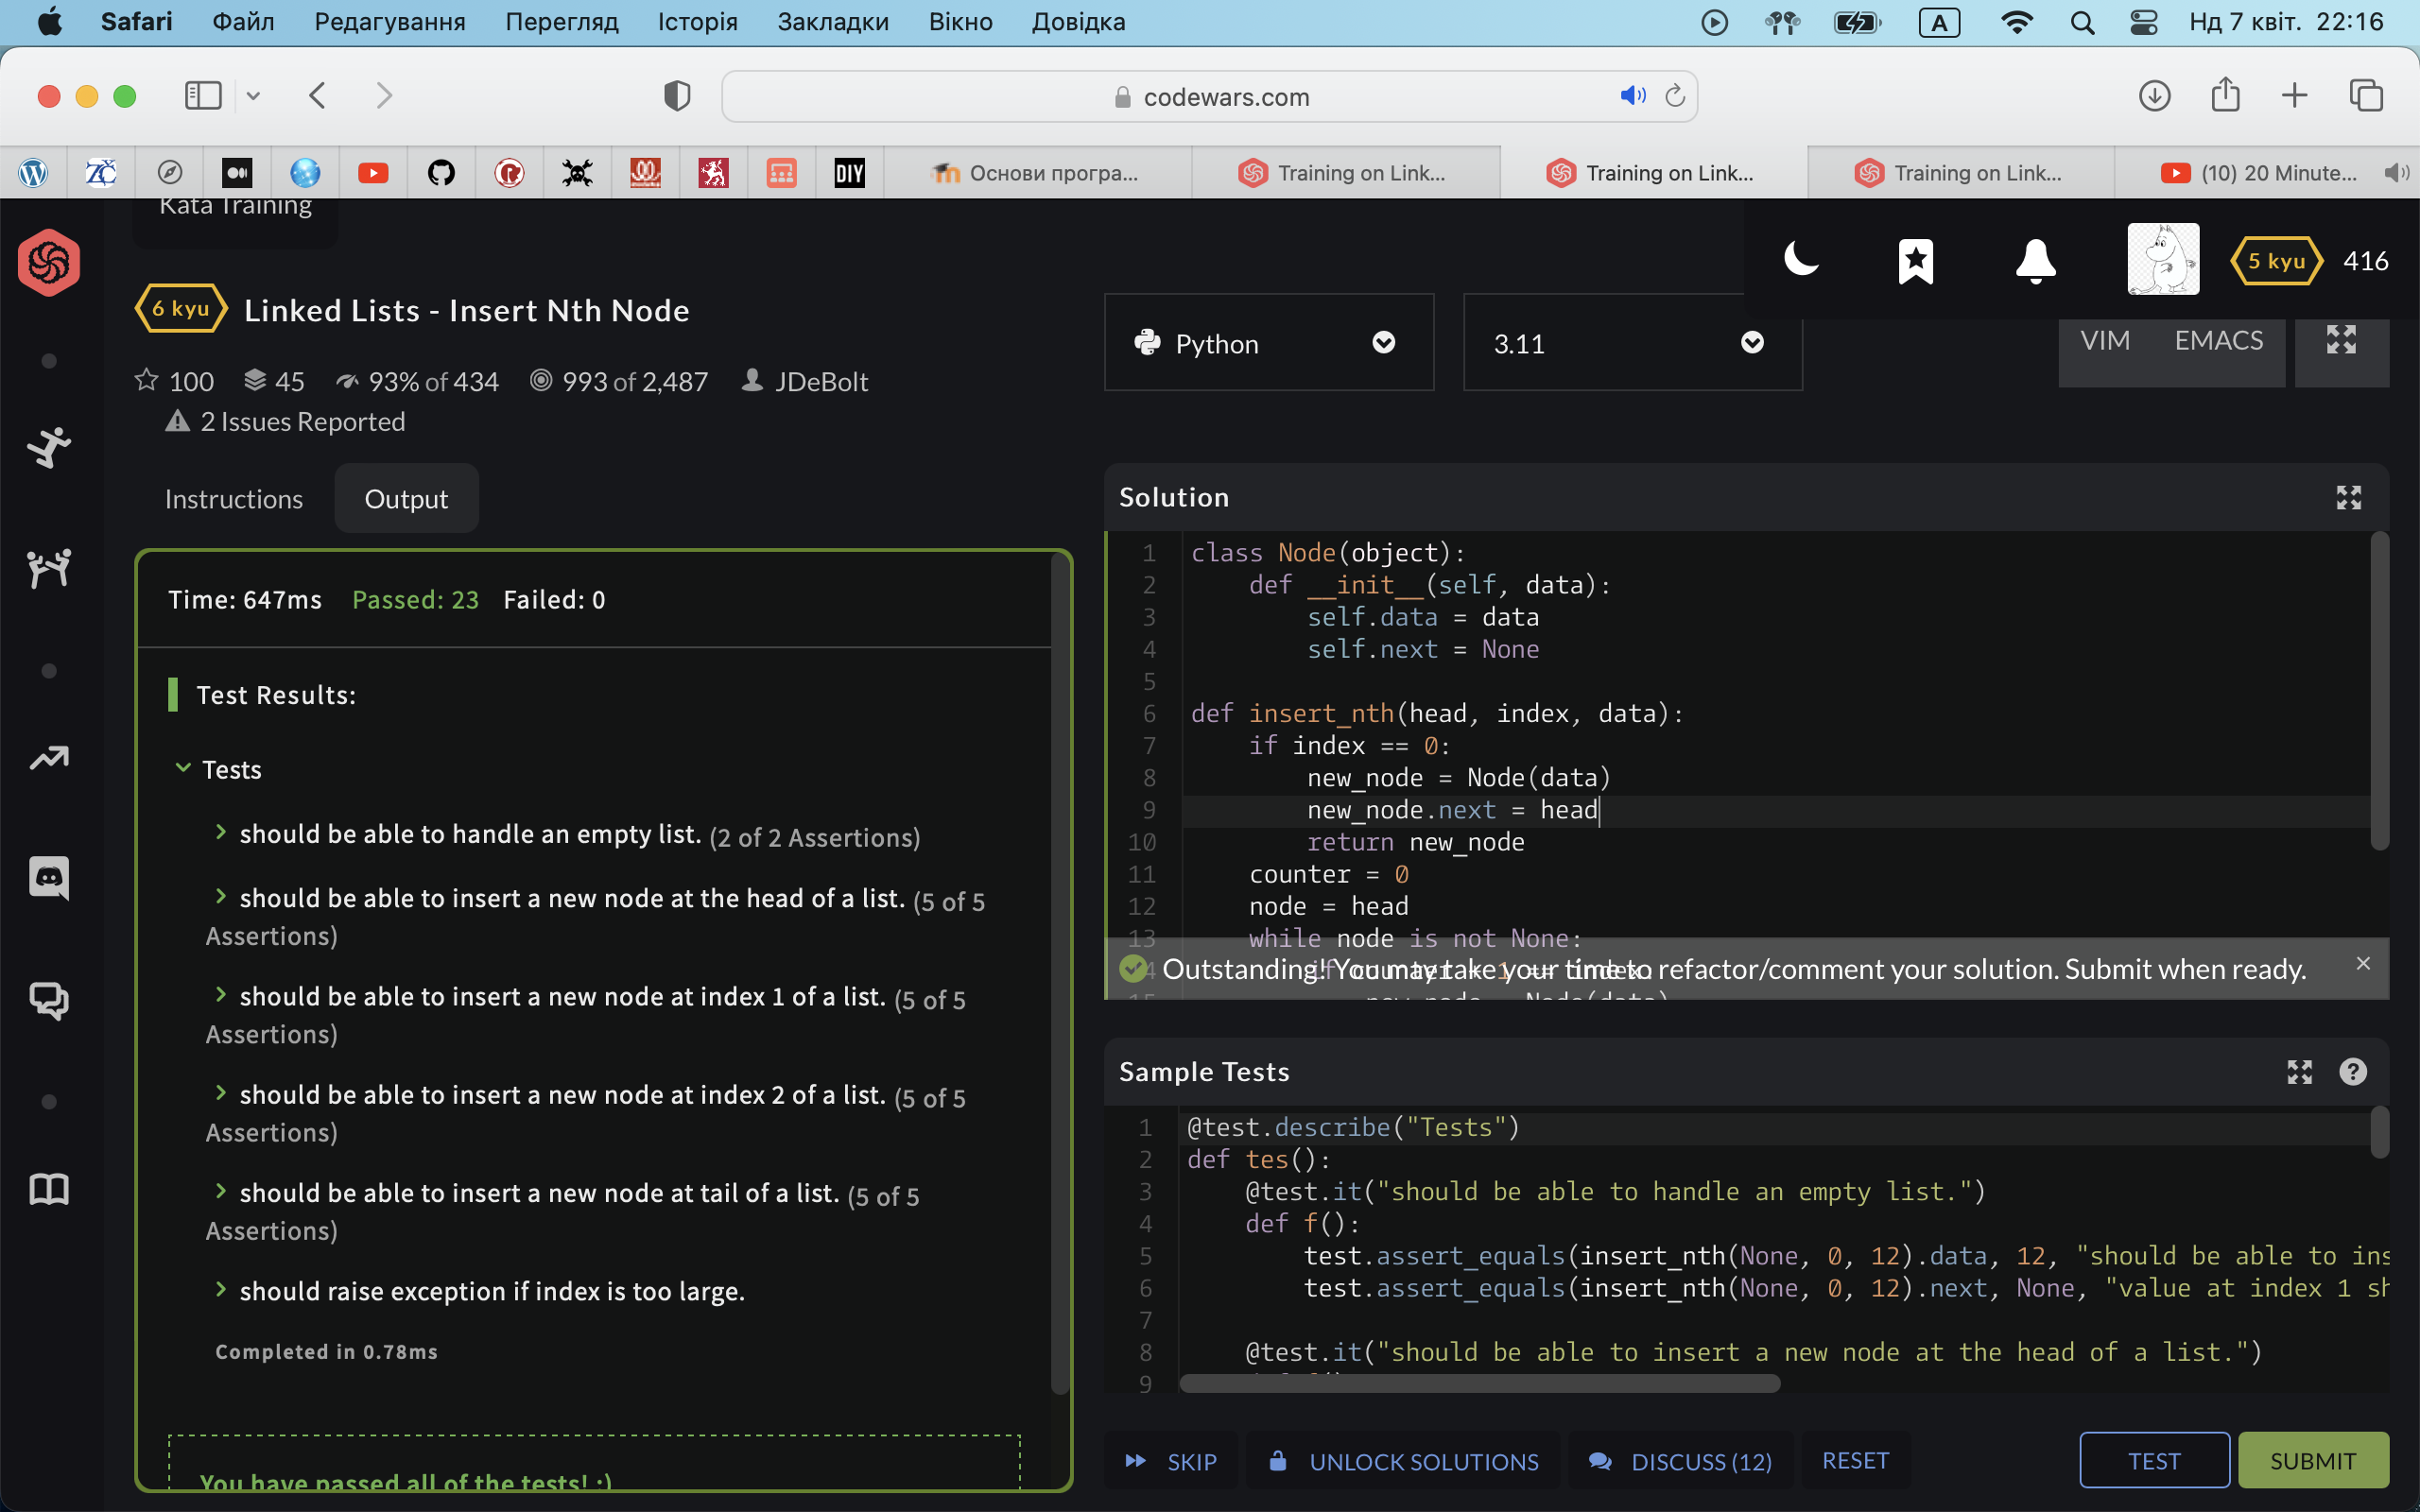 Safari Файл Редагування Перегляд Історія Закладки Вікно Довідка A Нд 7 квіт. 22:16
codewars.com
DIY Основи програ... Training on Link... Training on Link... Training on Link... (10) 20 Minute...
Kata Training
5 kyu 416
6 kyu Linked Lists - Insert Nth Node
Python 3.11 VIM EMACS
100 45 93% of 434 993 of 2,487 JDeBolt
2 Issues Reported
Instructions Output
Time: 647ms Passed: 23 Failed: 0
Test Results:
Tests
should be able to handle an empty list. (2 of 2 Assertions)
should be able to insert a new node at the head of a list. (5 of 5
Assertions)
should be able to insert a new node at index 1 of a list. (5 of 5
Assertions)
should be able to insert a new node at index 2 of a list. (5 of 5
Assertions)
should be able to insert a new node at tail of a list. (5 of 5
Assertions)
should raise exception if index is too large.
Completed in 0.78ms
You have passed all of the tests! :)
Solution
1 class Node(object):
2 def __init__(self, data):
3 self.data = data
4 self.next = None
5
6 def insert_nth(head, index, data):
7 if index == 0:
8 new_node = Node(data)
9 new_node.next = head
10 return new_node
11 counter = 0
12 node = head
13 while node is not None:
14 if counter + 1 == index:
Outstanding! You may take your time to refactor/comment your solution. Submit when ready.
15 new_node = Node(data)
Sample Tests
1 @test.describe("Tests")
2 def tes():
3 @test.it("should be able to handle an empty list.")
4 def f():
5 test.assert_equals(insert_nth(None, 0, 12).data, 12, "should be able to ins
6 test.assert_equals(insert_nth(None, 0, 12).next, None, "value at index 1 sh
7
8 @test.it("should be able to insert a new node at the head of a list.")
9
SKIP UNLOCK SOLUTIONS DISCUSS (12) RESET TEST SUBMIT